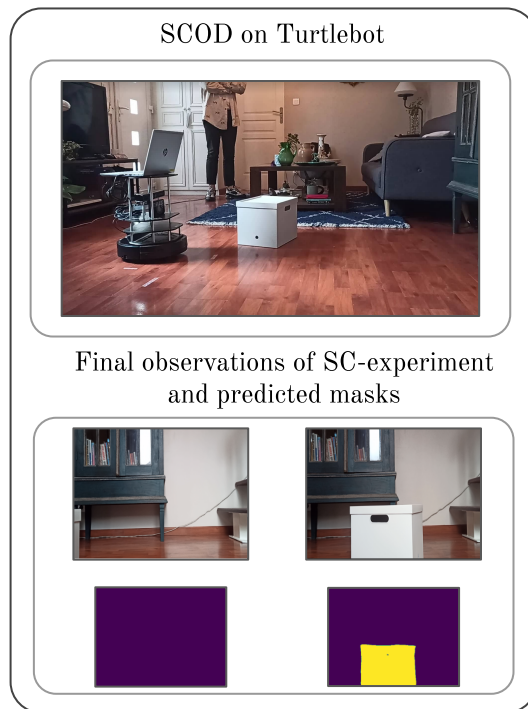 SCOD on Turtlebot
Final observations of SC-experiment
and predicted masks